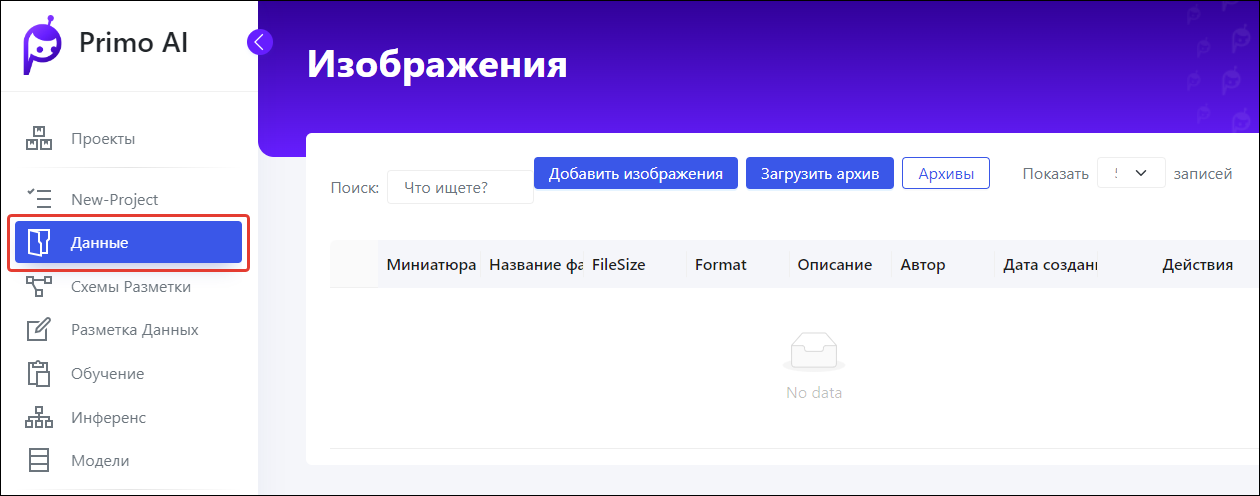 Primo AI
Проекты
New-Project
Данные
Схемы Разметки
Разметка Данных
Обучение
Инференс
Модели
Изображения
Поиск: Что ищете? Добавить изображения Загрузить архив Архивы Показать записей
Миниатюра Название фа FileSize Format Описание Автор Дата создан Действия
No data